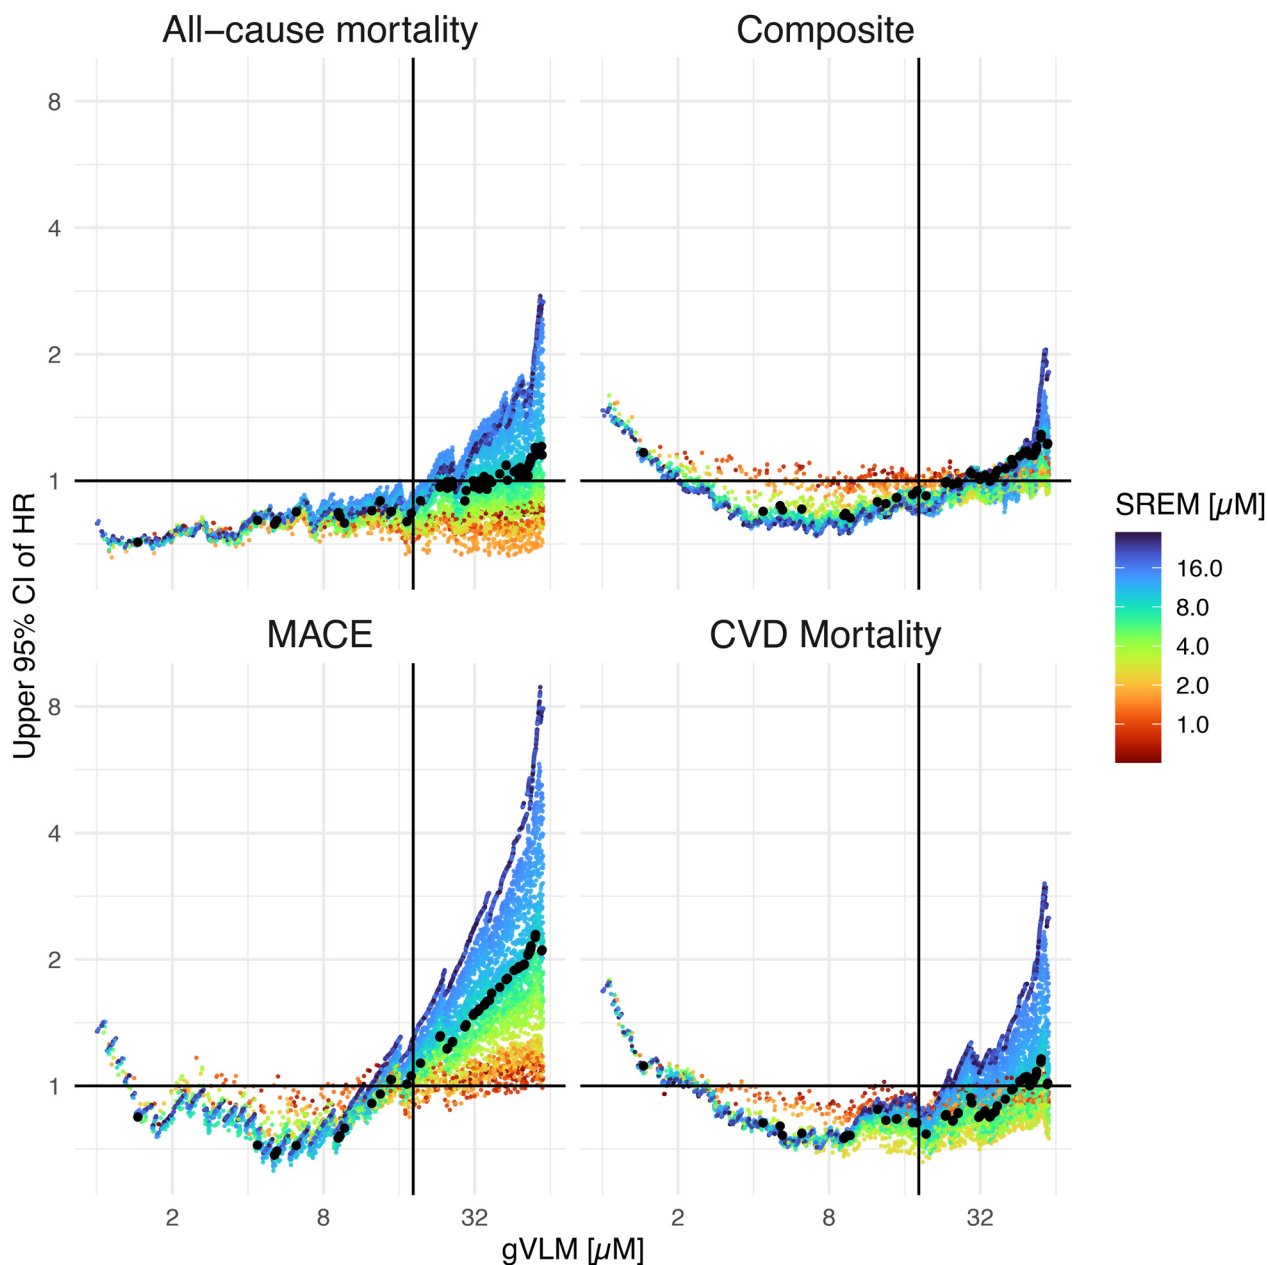 All−cause mortality
Composite
8
4
2
1
MACE
CVD Mortality
8
4
2
1
2
8
32
2
8
32
gVLM [µM]
Upper 95% CI of HR
SREM [µM]
16.0
8.0
4.0
2.0
1.0